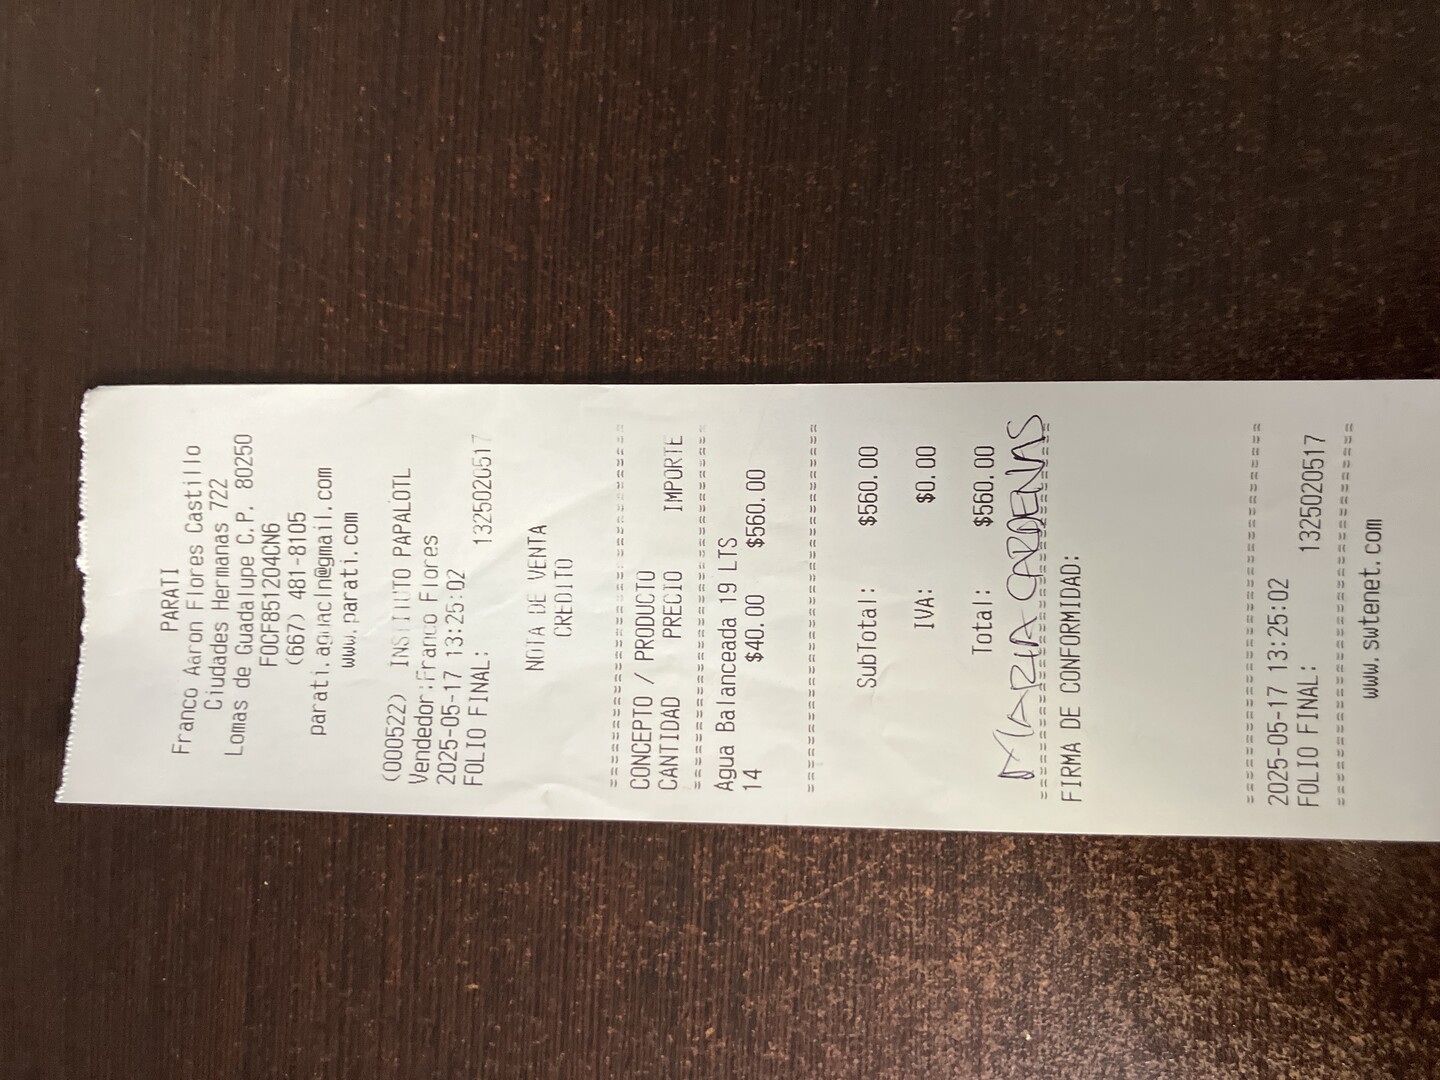 PARATI
Franco Aaron Flores Castillo
Ciudades Hermanas 722
Lomas de Guadalupe C.P. 80250
FOCF851204CN6
(667) 481-8105
parati.aguacln@gmail.com
www.parati.com
(000522) INSTITUTO PAPALOTL
Vendedor:Franco Flores
2025-05-17 13:25:02
FOLIO FINAL: 1325020517
NOTA DE VENTA
CREDITO
==============================
CONCEPTO / PRODUCTO
CANTIDAD PRECIO IMPORTE
==============================
Agua Balanceada 19 LTS
14 $40.00 $560.00
==============================
SubTotal: $560.00
IVA: $0.00
Total: $560.00
MARIA CARDENAS
==============================
FIRMA DE CONFORMIDAD:
==============================
2025-05-17 13:25:02
FOLIO FINAL: 1325020517
==============================
www.swtenet.com